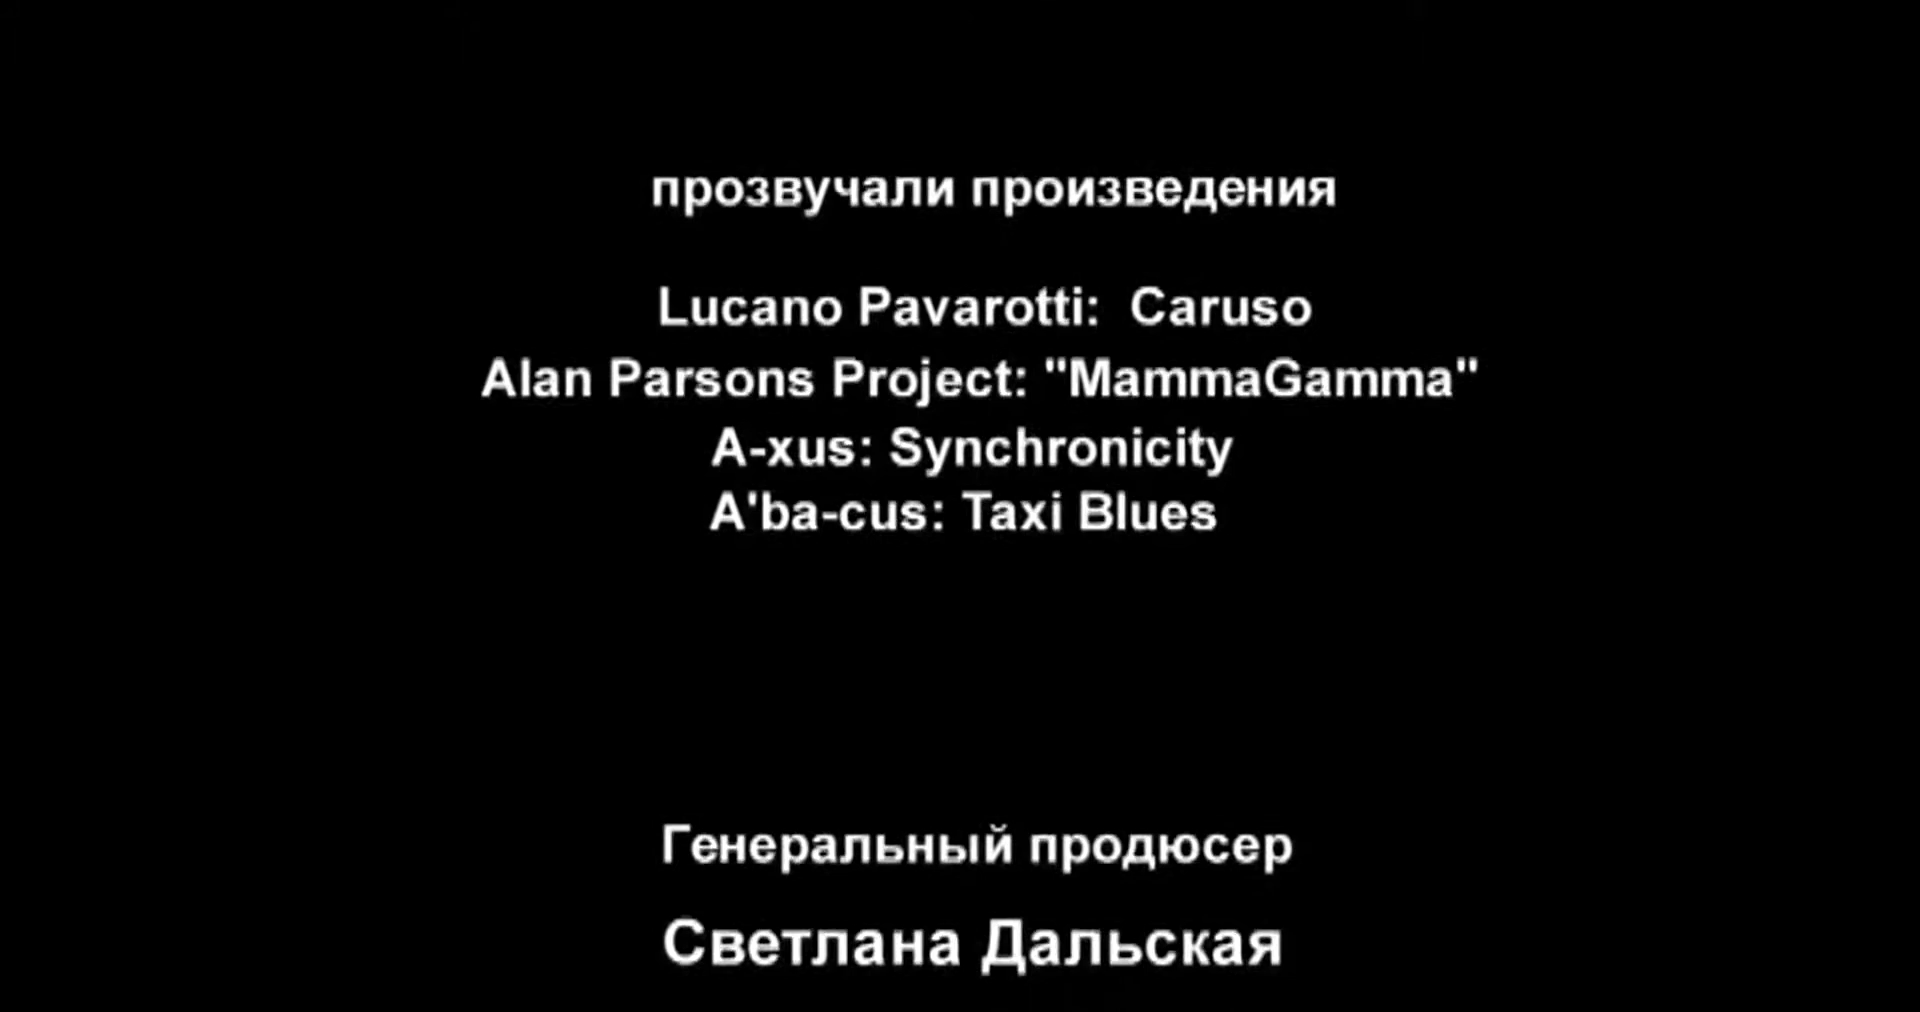 прозвучали произведения
Lucano Pavarotti: Caruso
Alan Parsons Project: "MammaGamma"
A-xus: Synchronicity
A'ba-cus: Taxi Blues
Генеральный продюсер
Светлана Дальская